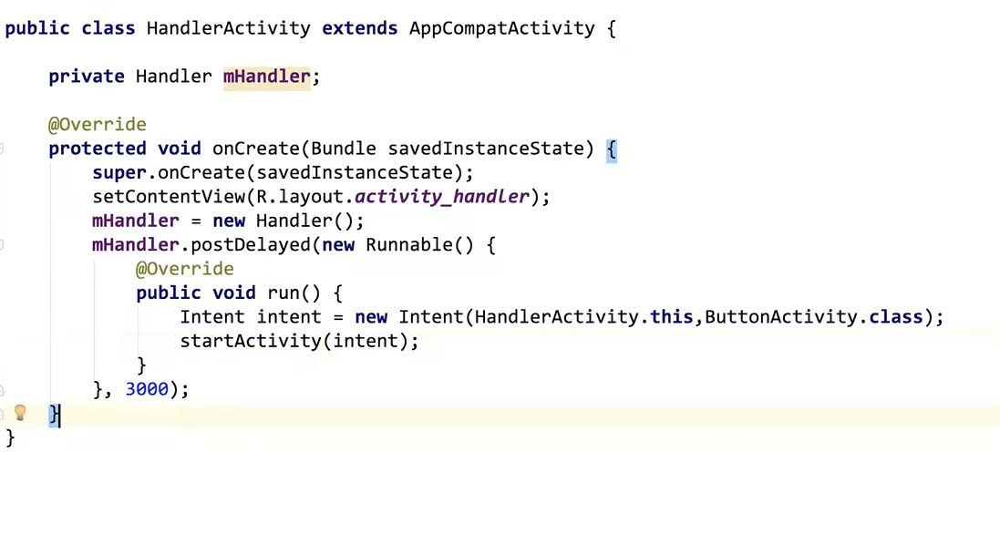 public class HandlerActivity extends AppCompatActivity {
private Handler mHandler;
@Override
protected void onCreate(Bundle savedInstanceState) {
super.onCreate(savedInstanceState);
setContentView(R.layout.activity_handler);
mHandler = new Handler();
mHandler.postDelayed(new Runnable() {
@Override
public void run() {
Intent intent = new Intent(HandlerActivity.this,ButtonActivity.class);
startActivity(intent);
}
}, 3000);
}
}